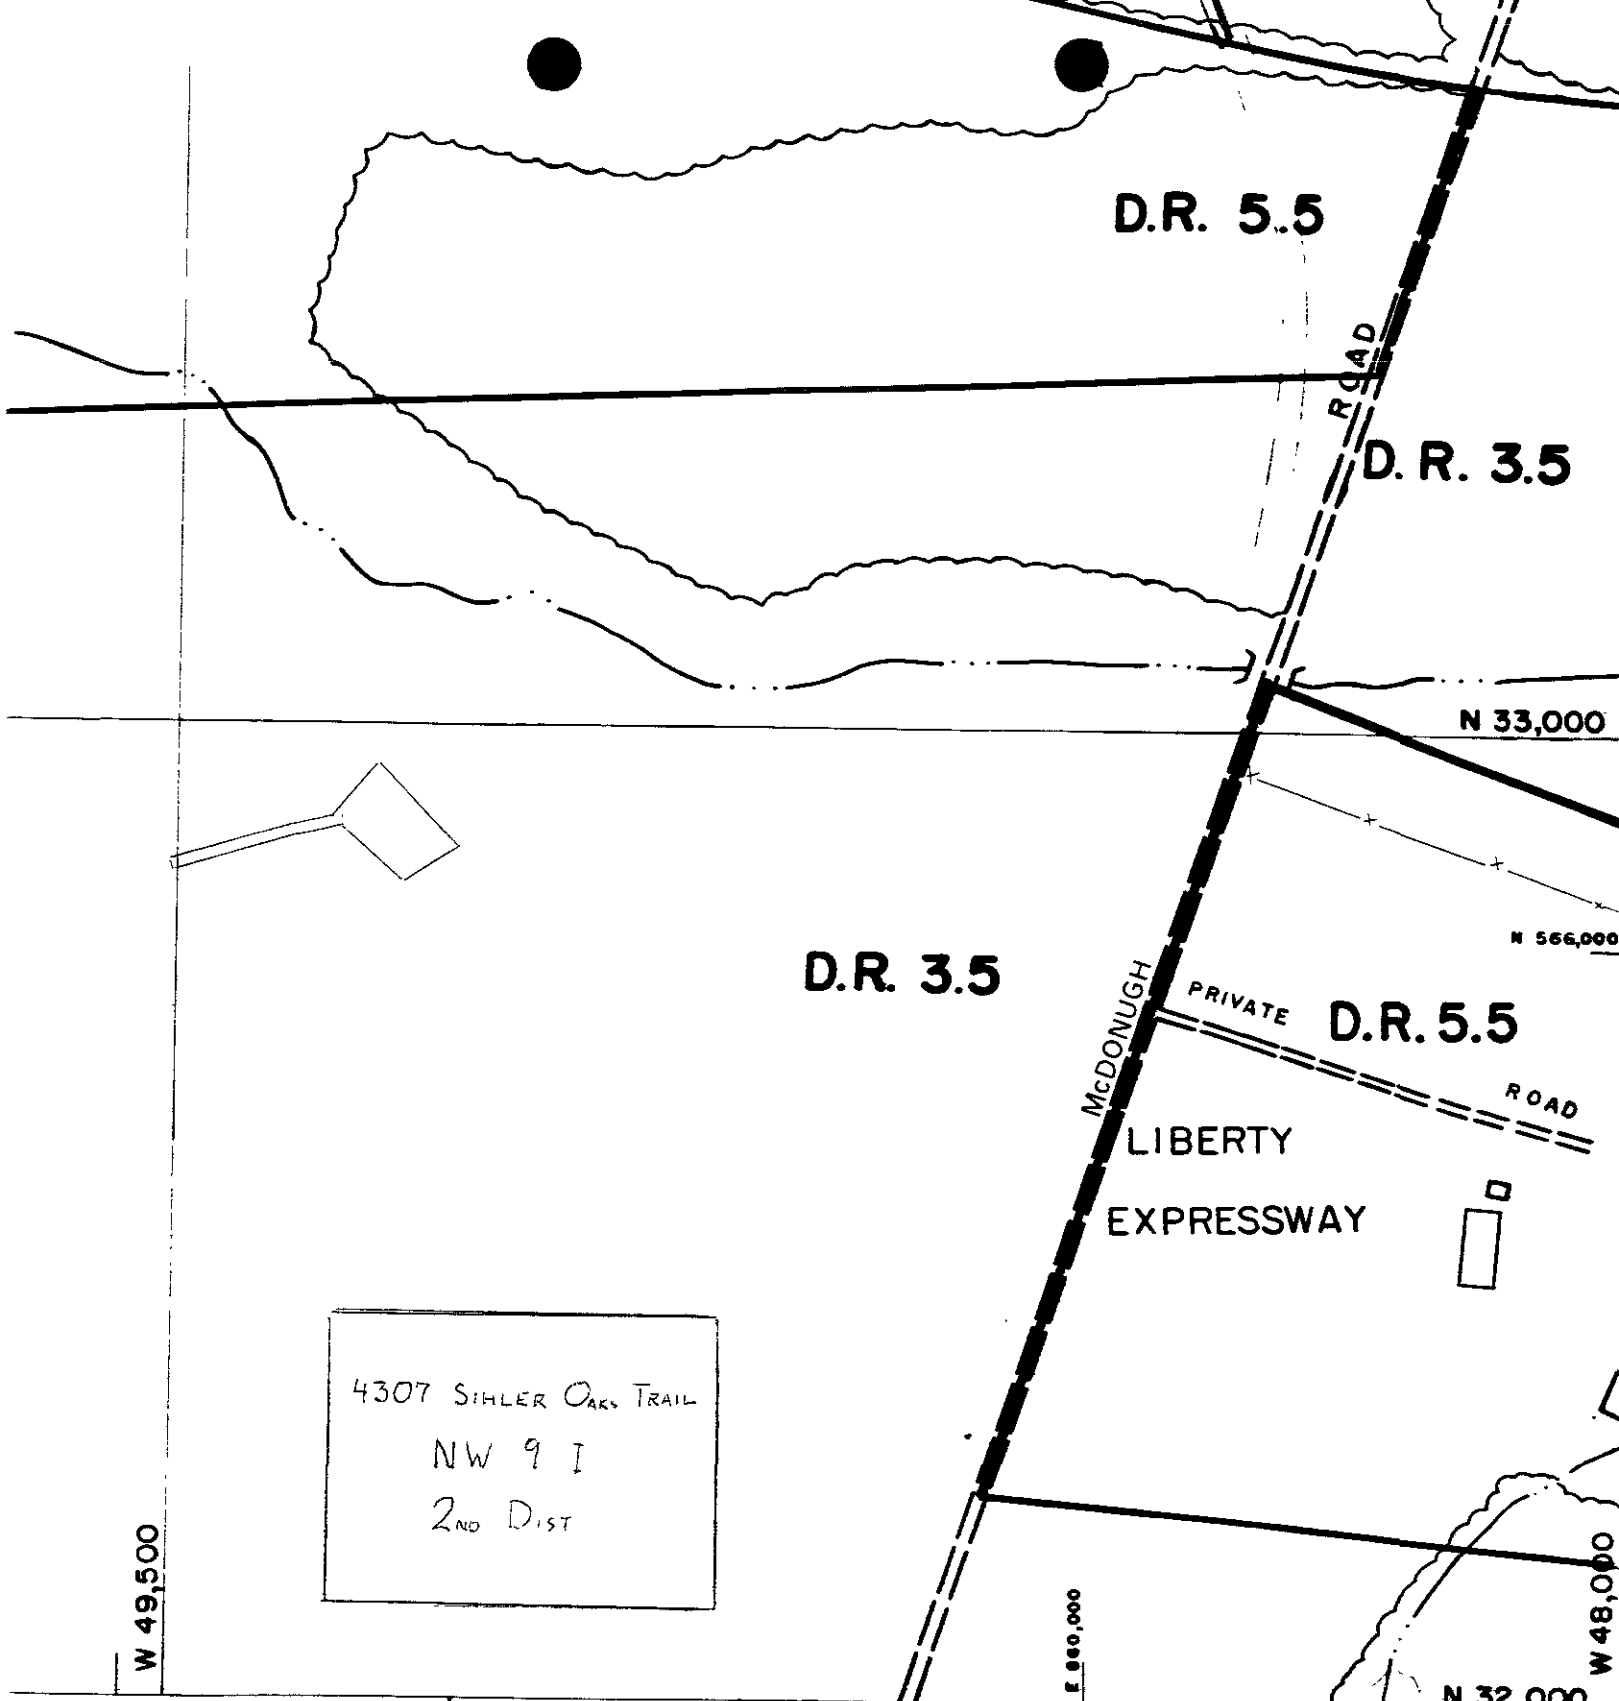 D.R. 5.5
ROAD
D.R. 3.5
N 33,000
N 566,000
D.R. 3.5
McDONUGH
PRIVATE ROAD
D.R. 5.5
LIBERTY
EXPRESSWAY
4307 SIHLER OAKS TRAIL
NW 9 I
2ND DIST
W 49,500
E 860,000
W 48,000
N 32,000